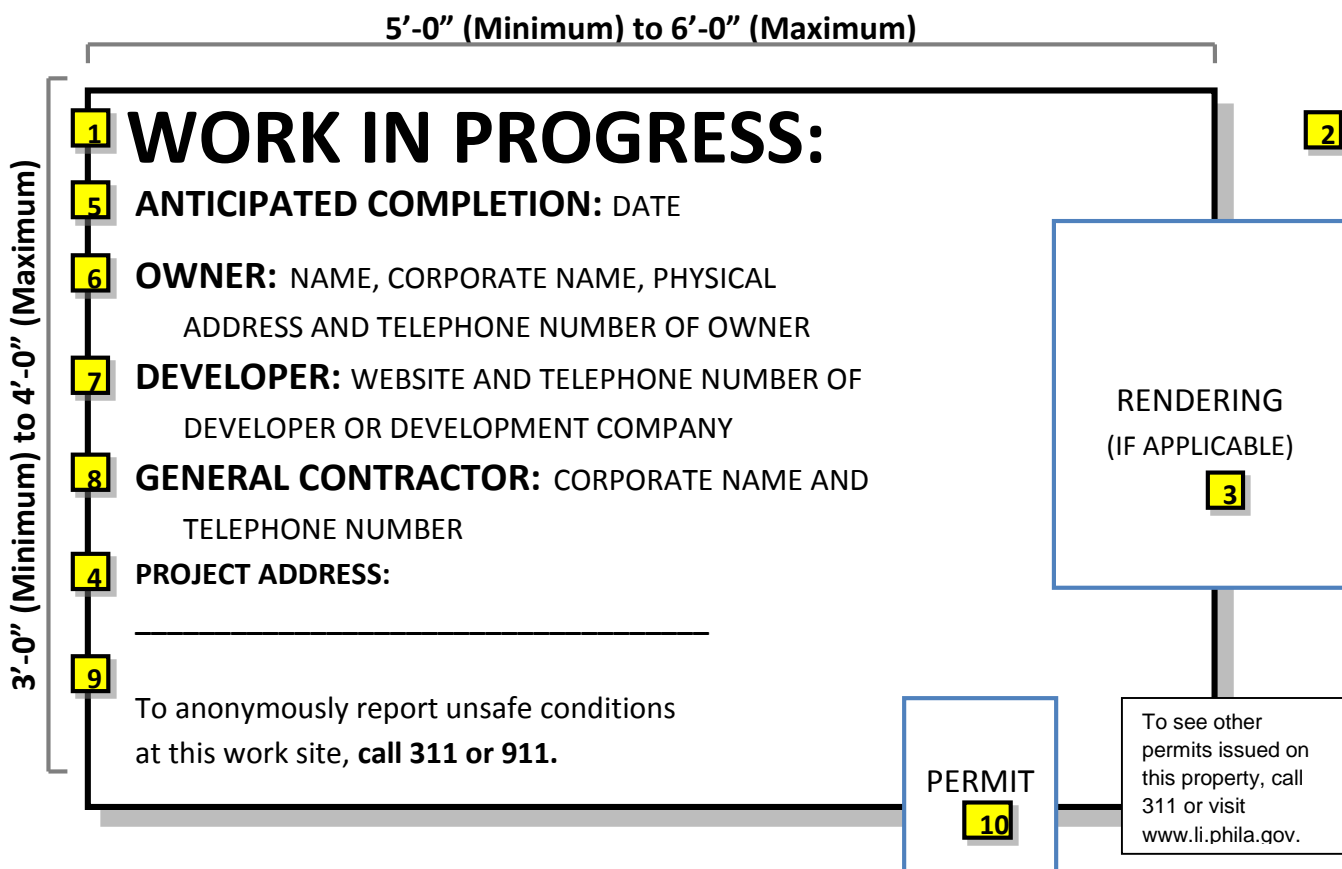 5’-0” (Minimum) to 6’-0” (Maximum)
3’-0” (Minimum) to 4’-0” (Maximum)
1 WORK IN PROGRESS:
2
5 ANTICIPATED COMPLETION: DATE
6 OWNER: NAME, CORPORATE NAME, PHYSICAL
ADDRESS AND TELEPHONE NUMBER OF OWNER
7 DEVELOPER: WEBSITE AND TELEPHONE NUMBER OF
DEVELOPER OR DEVELOPMENT COMPANY
8 GENERAL CONTRACTOR: CORPORATE NAME AND
TELEPHONE NUMBER
4 PROJECT ADDRESS:
9
To anonymously report unsafe conditions
at this work site, call 311 or 911.
RENDERING
(IF APPLICABLE)
3
PERMIT
10
To see other
permits issued on
this property, call
311 or visit
www.li.phila.gov.